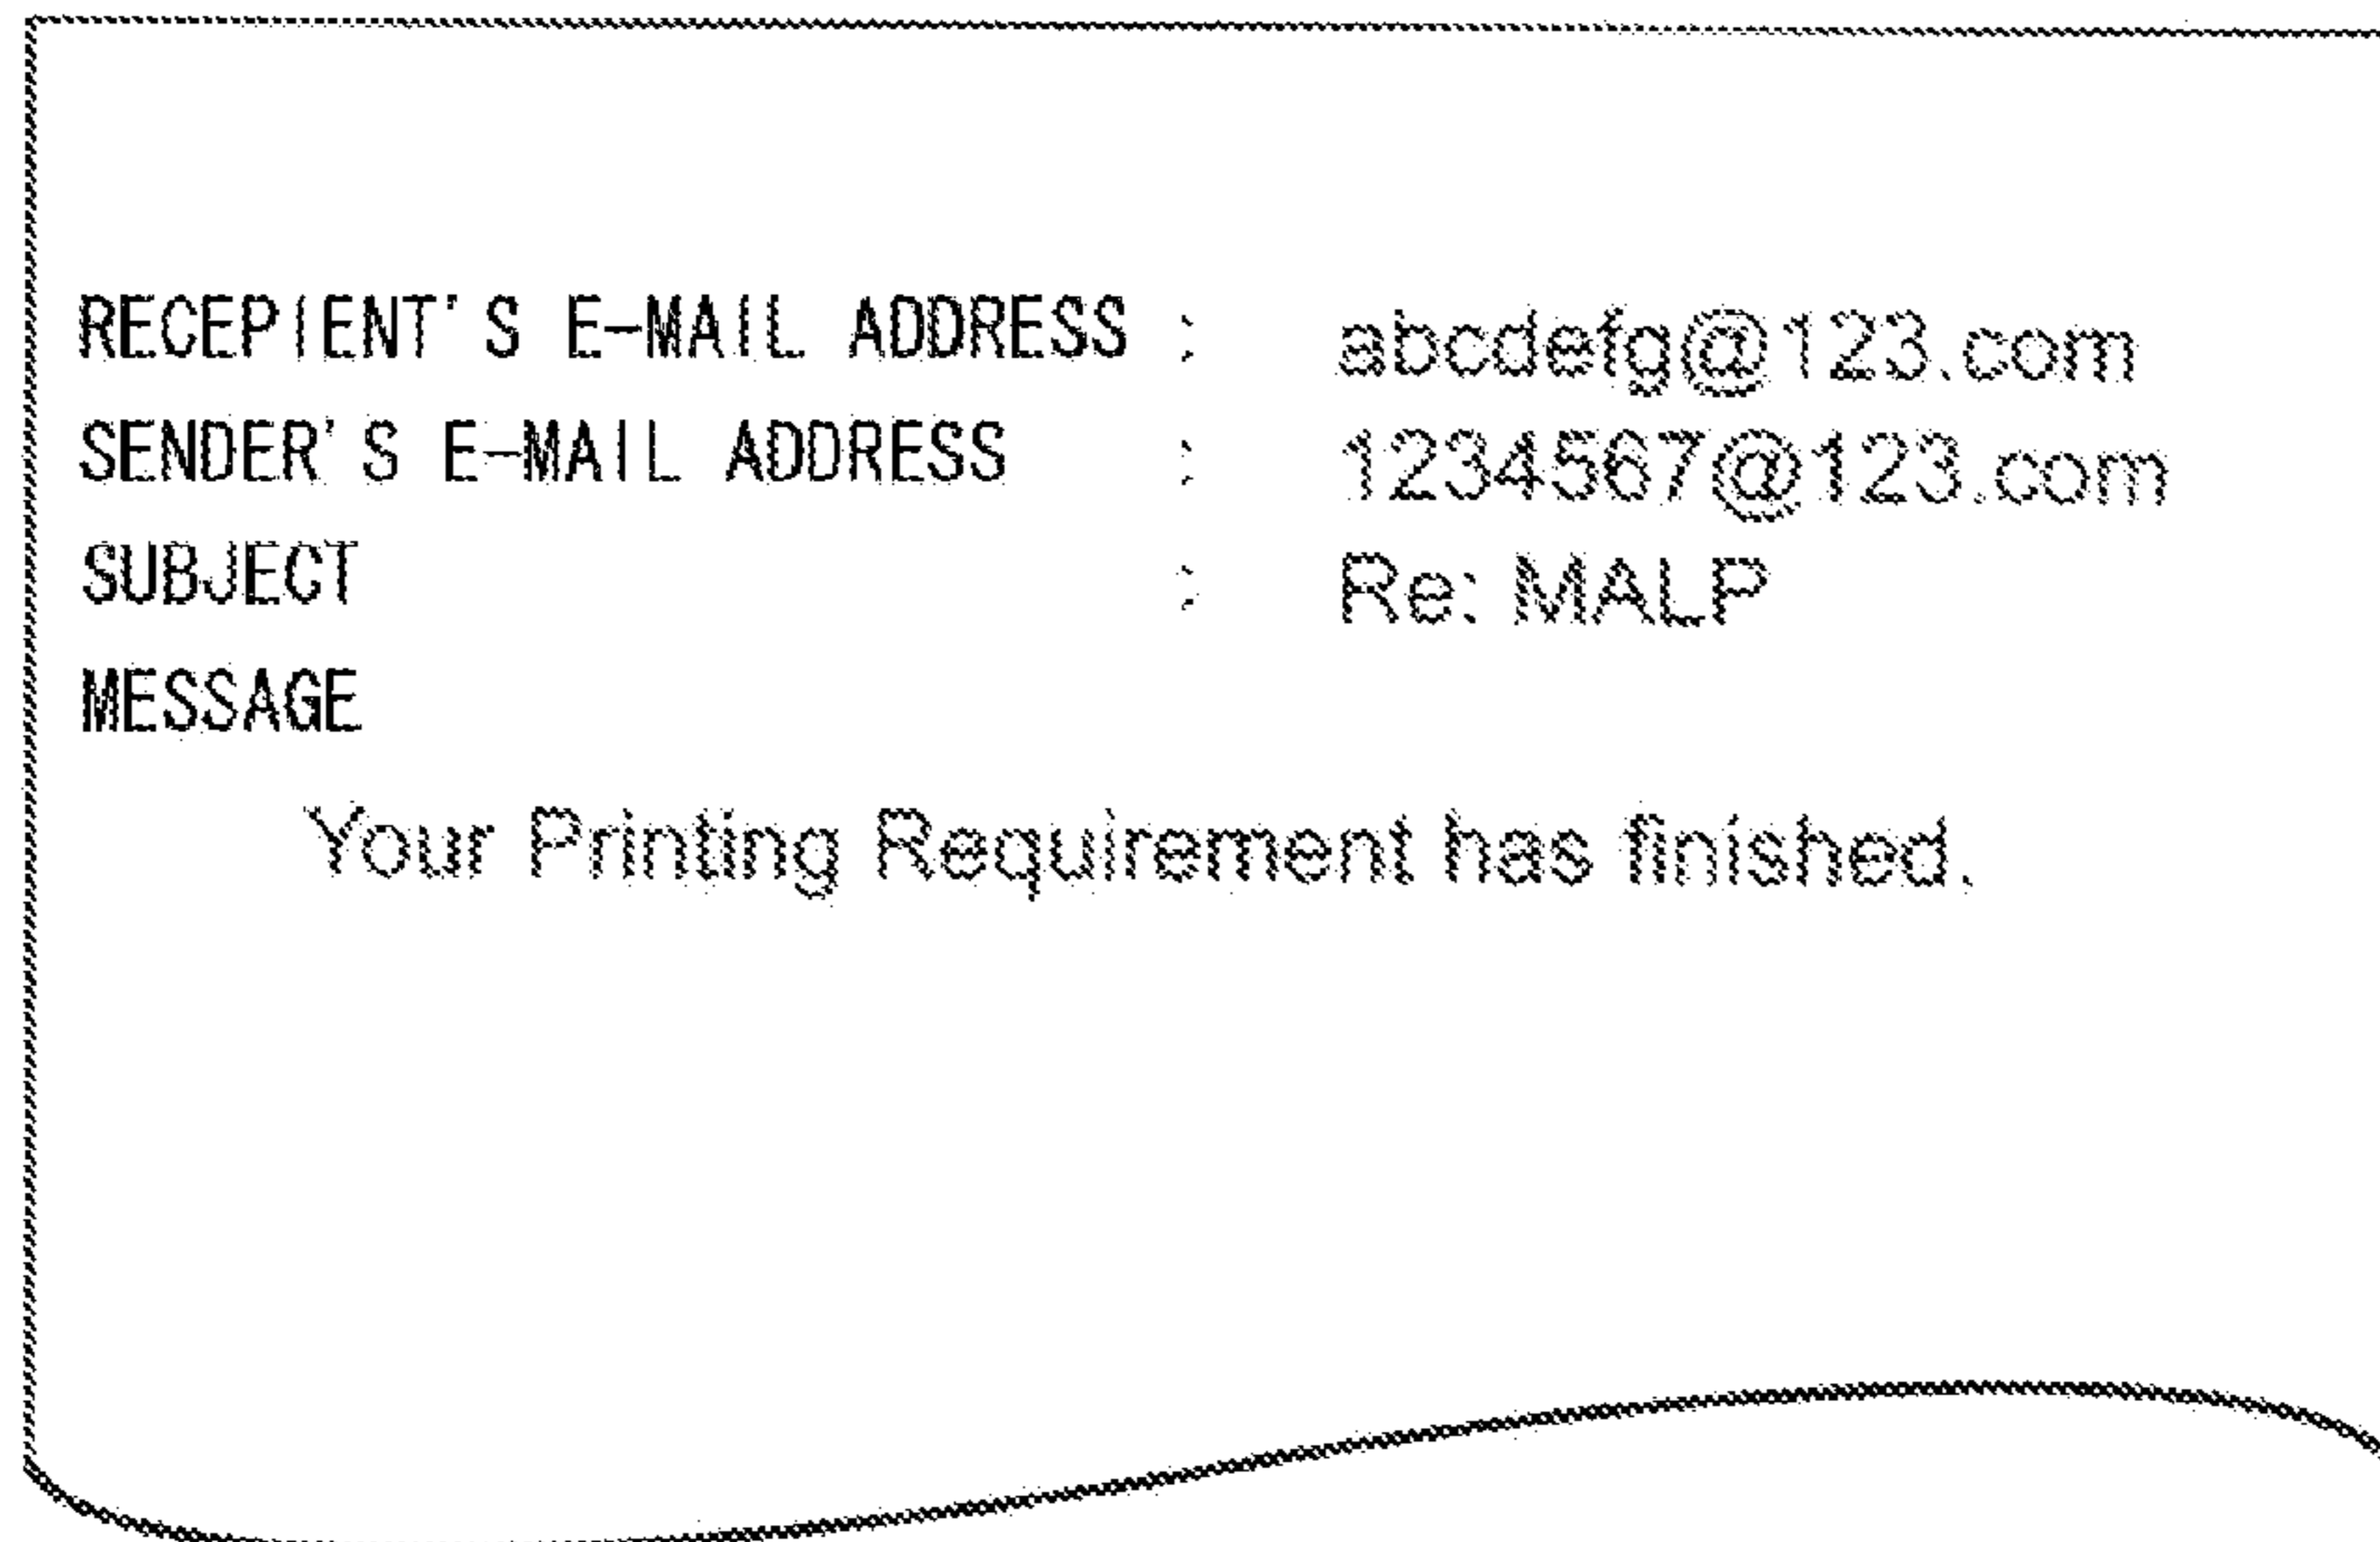 RECEPIENT'S E-MAIL ADDRESS : abcdefg@123.com
SENDER'S E-MAIL ADDRESS : 1234567@123.com
SUBJECT : Re: MALP
MESSAGE
Your Printing Requirement has finished.